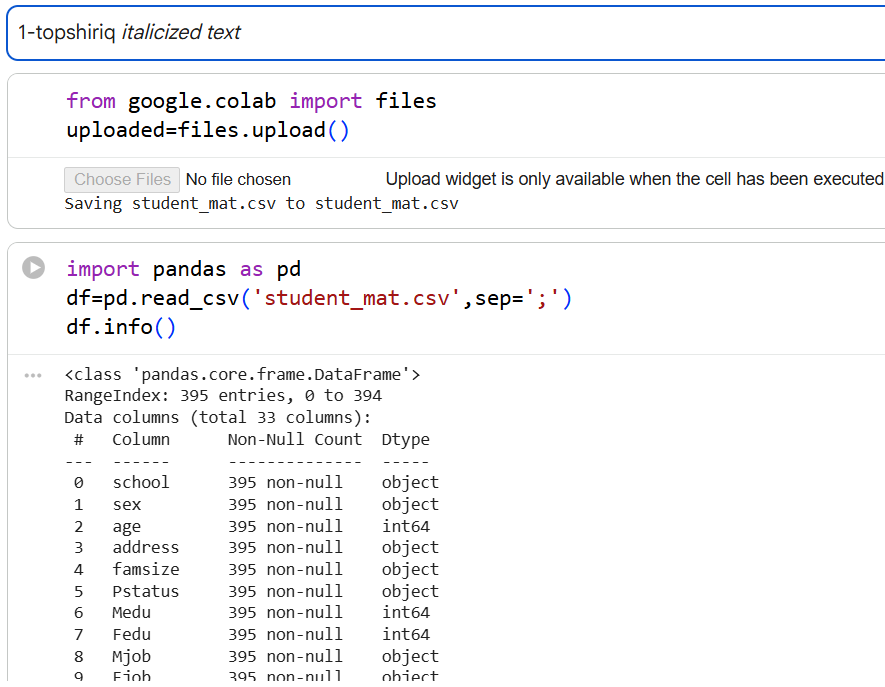 1-topshiriq italicized text
from google.colab import files
uploaded=files.upload()
Choose Files No file chosen Upload widget is only available when the cell has been executed
Saving student_mat.csv to student_mat.csv
import pandas as pd
df=pd.read_csv('student_mat.csv',sep=';')
df.info()
<class 'pandas.core.frame.DataFrame'>
RangeIndex: 395 entries, 0 to 394
Data columns (total 33 columns):
# Column Non-Null Count Dtype
--- ------ -------------- -----
0 school 395 non-null object
1 sex 395 non-null object
2 age 395 non-null int64
3 address 395 non-null object
4 famsize 395 non-null object
5 Pstatus 395 non-null object
6 Medu 395 non-null int64
7 Fedu 395 non-null int64
8 Mjob 395 non-null object
9 Fjob 395 non-null object